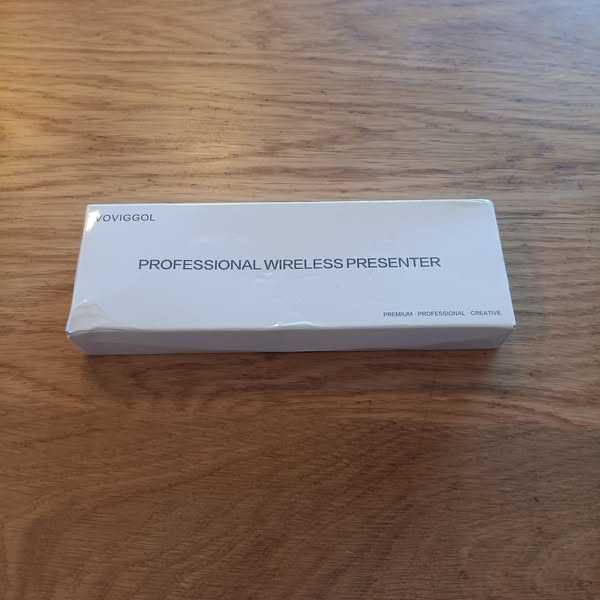 VOVIGGOL
PROFESSIONAL WIRELESS PRESENTER
PREMIUM · PROFESSIONAL · CREATIVE